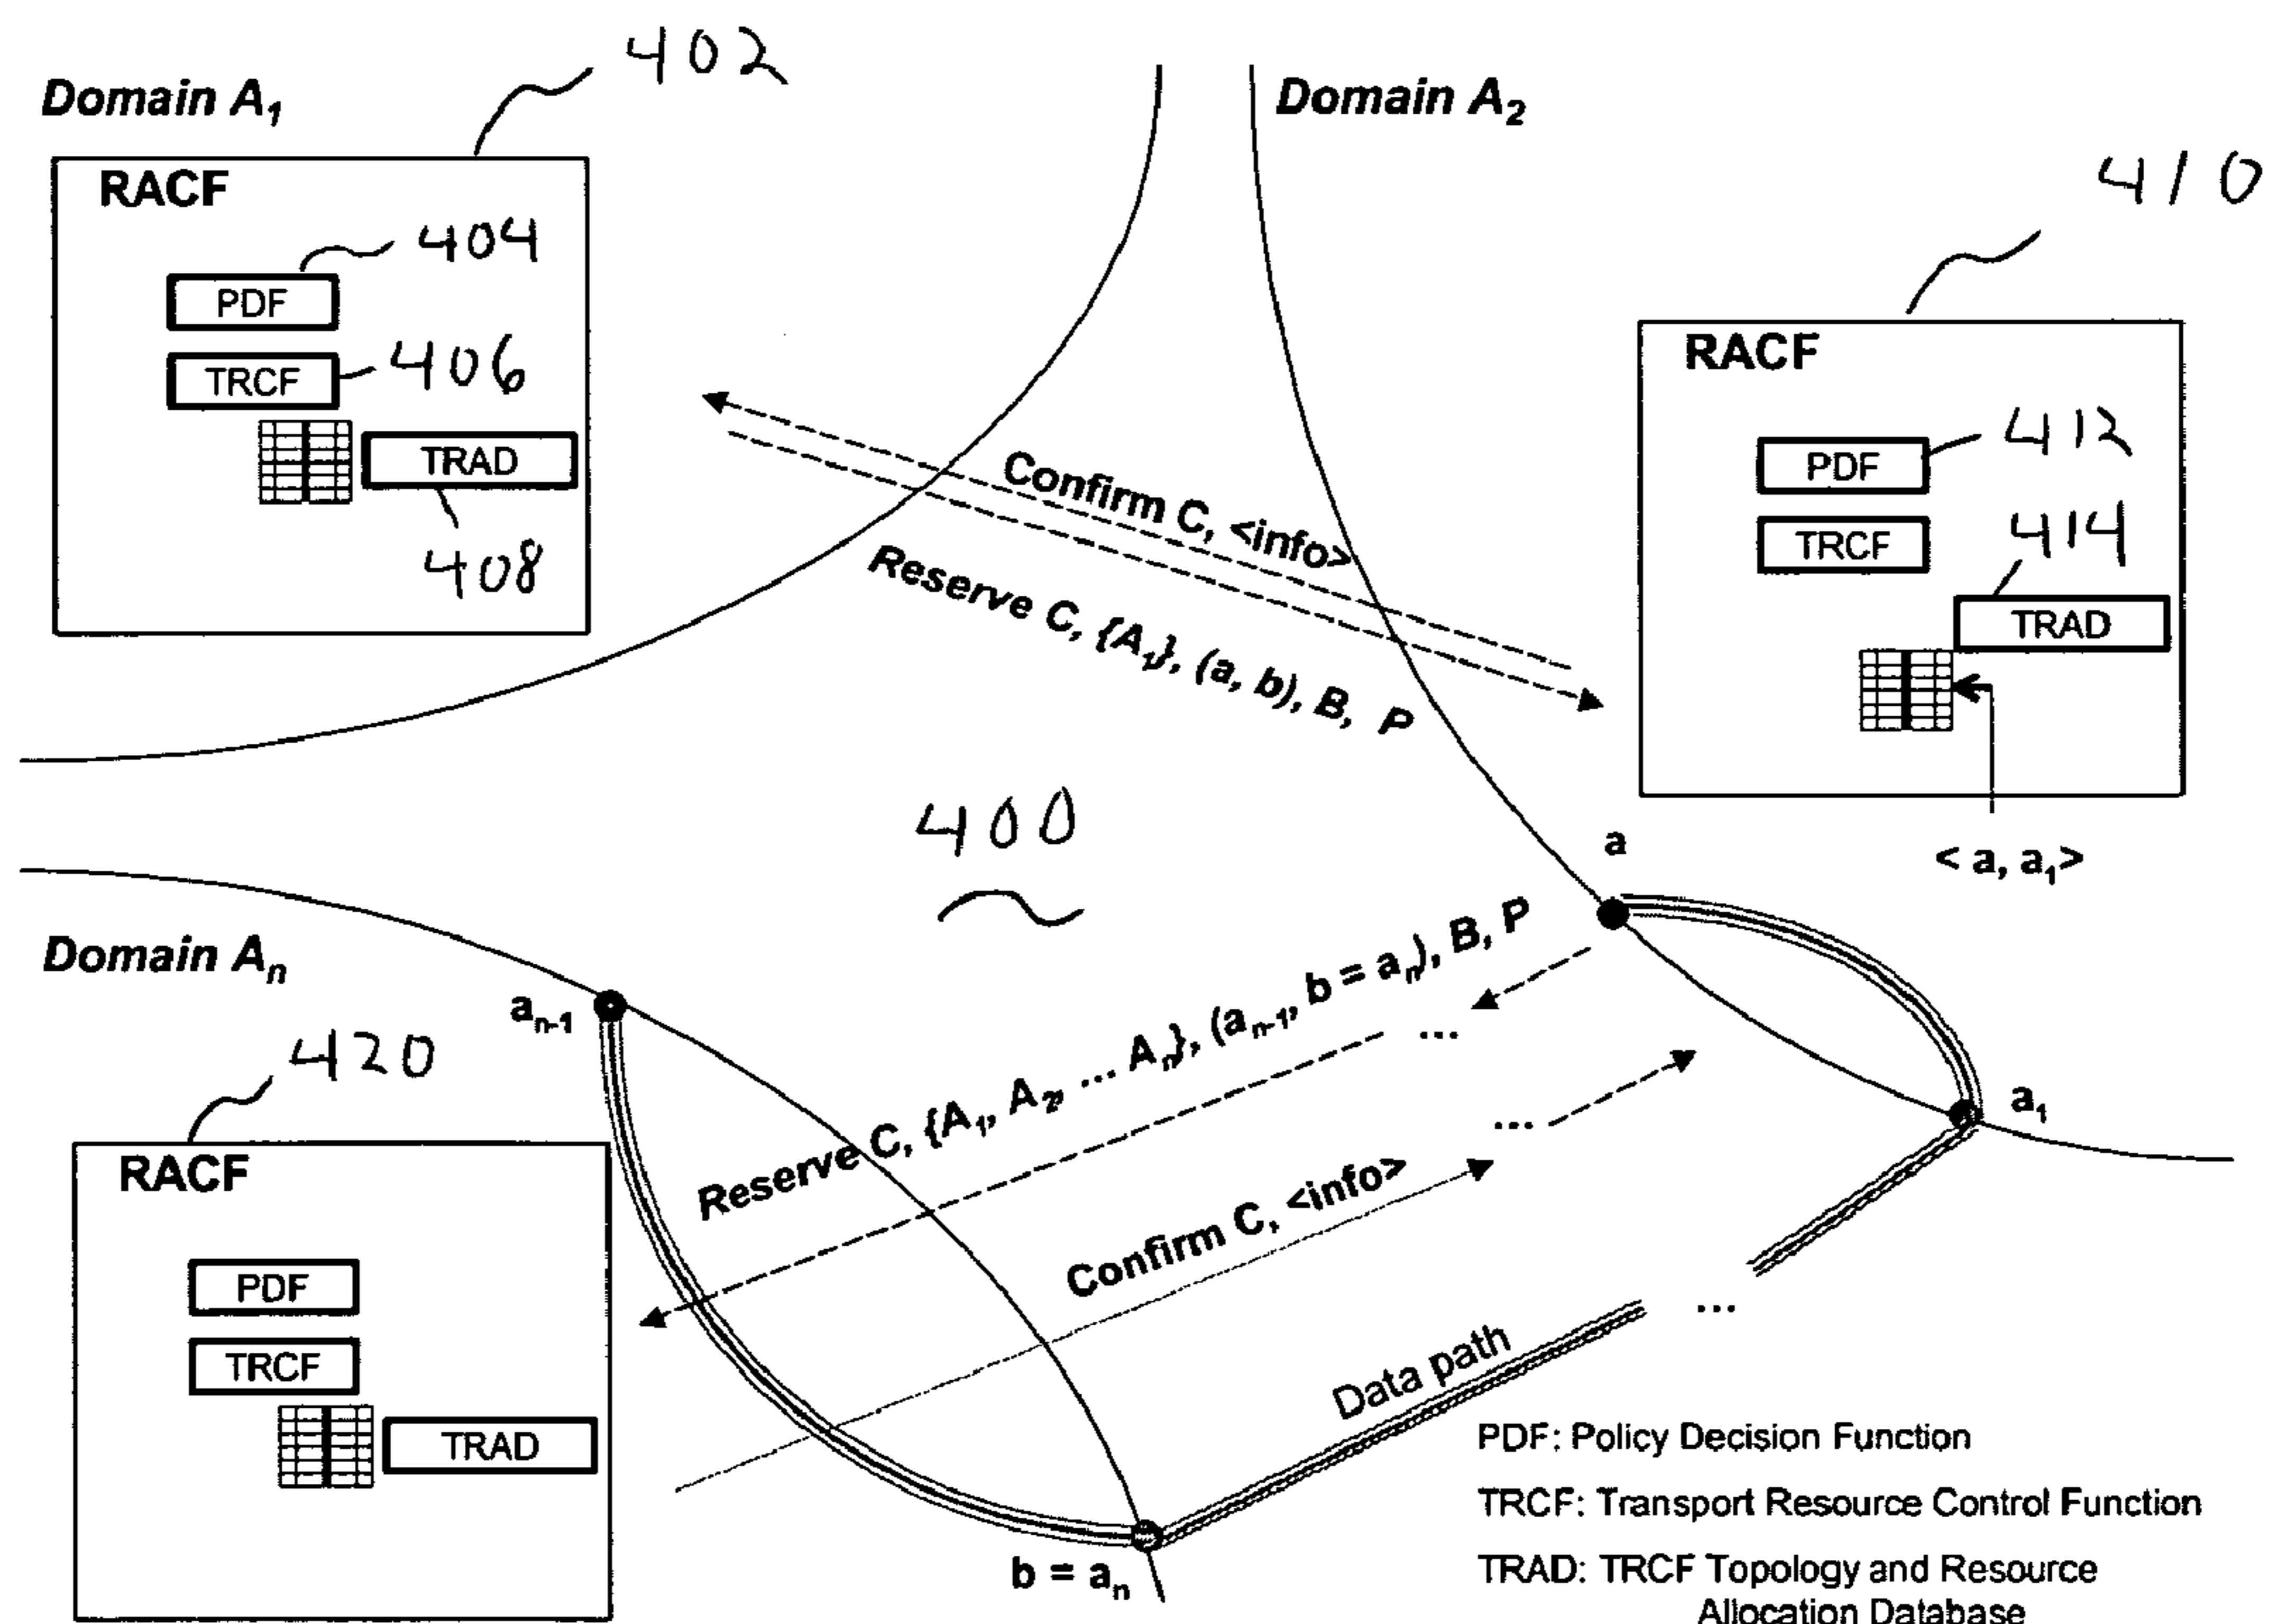 402
Domain A1
Domain A2
RACF
410
404
PDF
RACF
TRCF
406
412
PDF
TRAD
Confirm C, <info>
414
TRCF
408
Reserve C, {A1}, (a, b), B, P
TRAD
400
a
< a, a1>
Domain An
an-1
Reserve C, {A1, A2, ... An}, (an-1, b = an), B, P
...
420
...
a1
RACF
Confirm C, <info>
PDF
...
TRCF
Data path
TRAD
PDF: Policy Decision Function
TRCF: Transport Resource Control Function
b = an
TRAD: TRCF Topology and Resource
Allocation Database